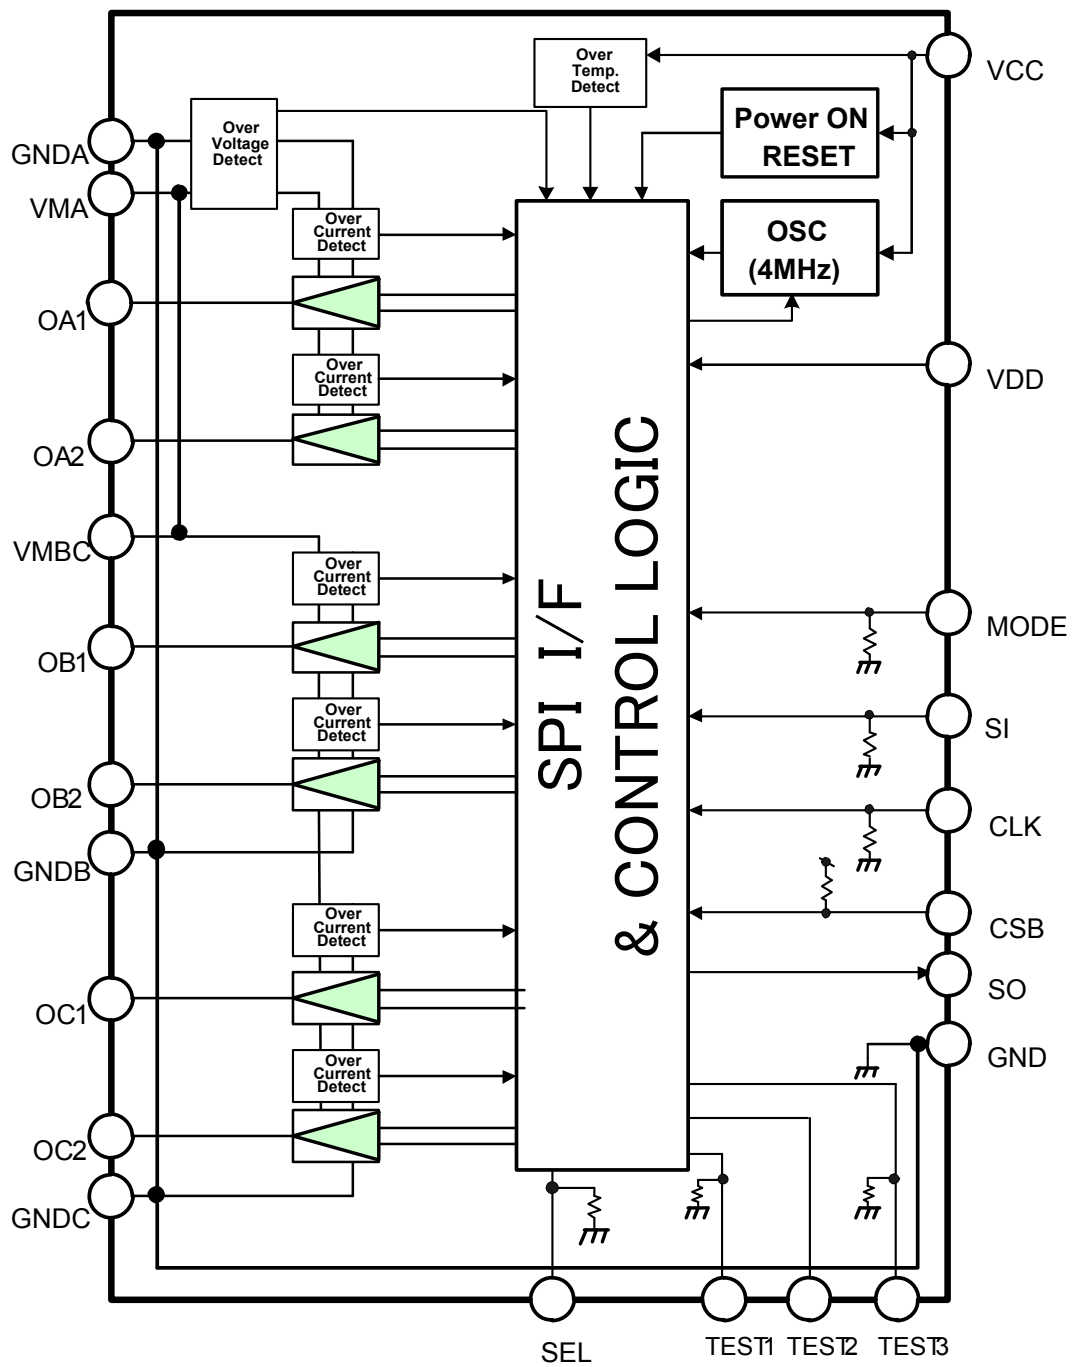 VCC
Over
Temp.
Detect
Power ON
RESET
GNDA
Over
Voltage
Detect
VMA
Over
Current
Detect
OSC
(4MHz)
OA1
Over
Current
Detect
VDD
OA2
VMBC
Over
Current
Detect
OB1
MODE
Over
Current
Detect
SI
OB2
CLK
GNDB
SPI I/F
& CONTROL LOGIC
Over
Current
Detect
CSB
SO
OC1
GND
Over
Current
Detect
OC2
GNDC
SEL
TEST1
TEST2
TEST3